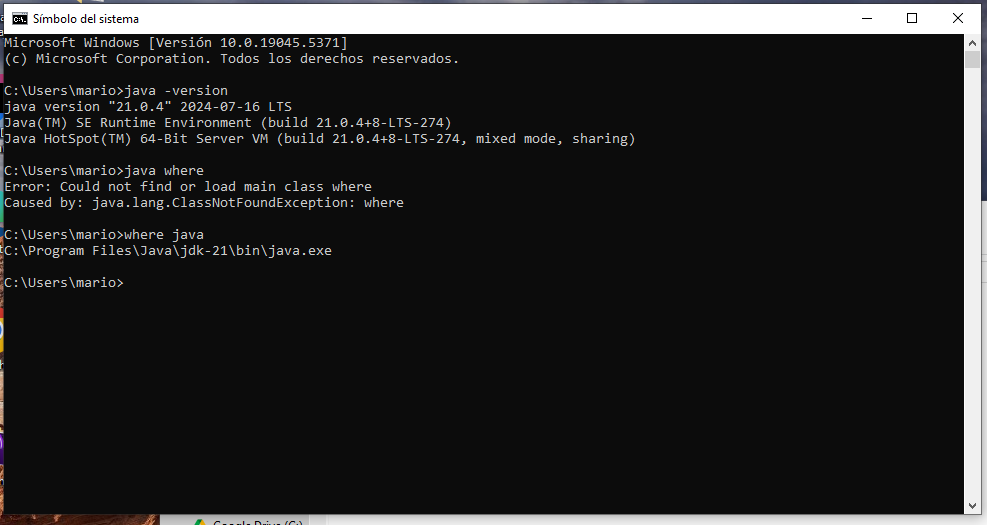 Símbolo del sistema
Microsoft Windows [Versión 10.0.19045.5371]
(c) Microsoft Corporation. Todos los derechos reservados.
C:\Users\mario>java -version
java version "21.0.4" 2024-07-16 LTS
Java(TM) SE Runtime Environment (build 21.0.4+8-LTS-274)
Java HotSpot(TM) 64-Bit Server VM (build 21.0.4+8-LTS-274, mixed mode, sharing)
C:\Users\mario>java where
Error: Could not find or load main class where
Caused by: java.lang.ClassNotFoundException: where
C:\Users\mario>where java
C:\Program Files\Java\jdk-21\bin\java.exe
C:\Users\mario>
Google Drive (G:)